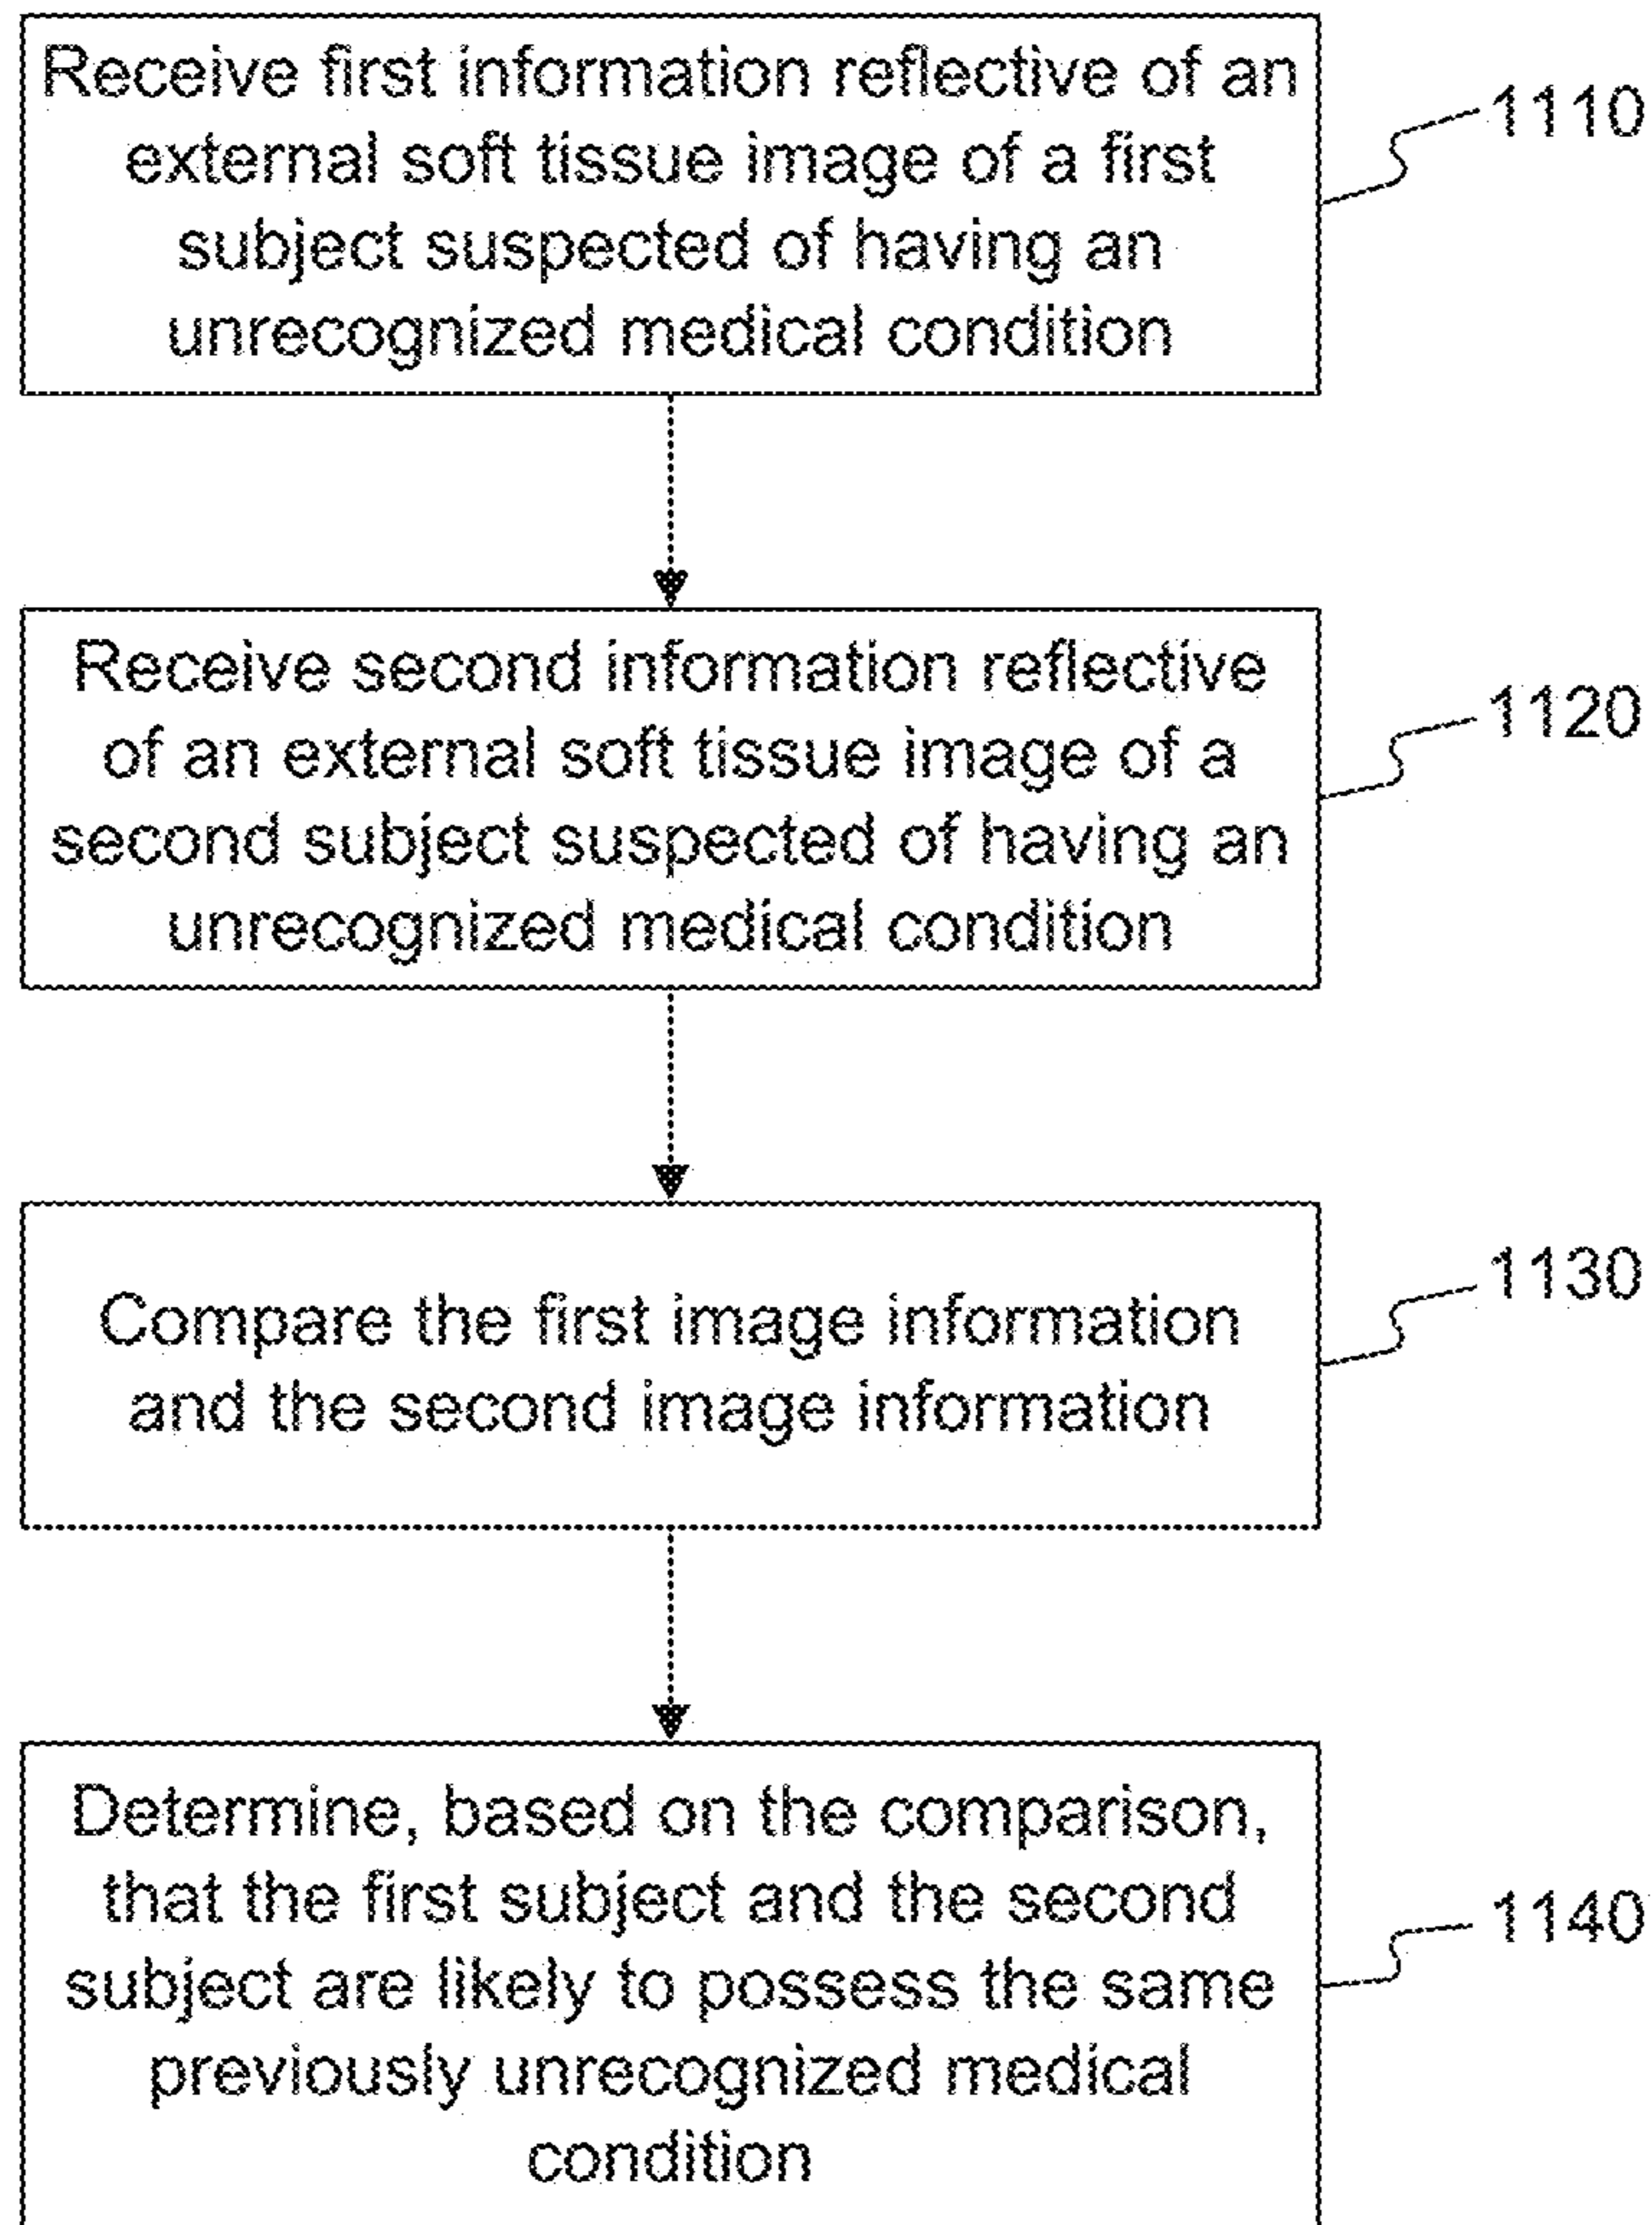 Receive first information reflective of an
external soft tissue image of a first
subject suspected of having an
unrecognized medical condition
1110
Receive second information reflective
of an external soft tissue image of a
second subject suspected of having an
unrecognized medical condition
1120
Compare the first image information
and the second image information
1130
Determine, based on the comparison,
that the first subject and the second
subject are likely to possess the same
previously unrecognized medical
condition
1140